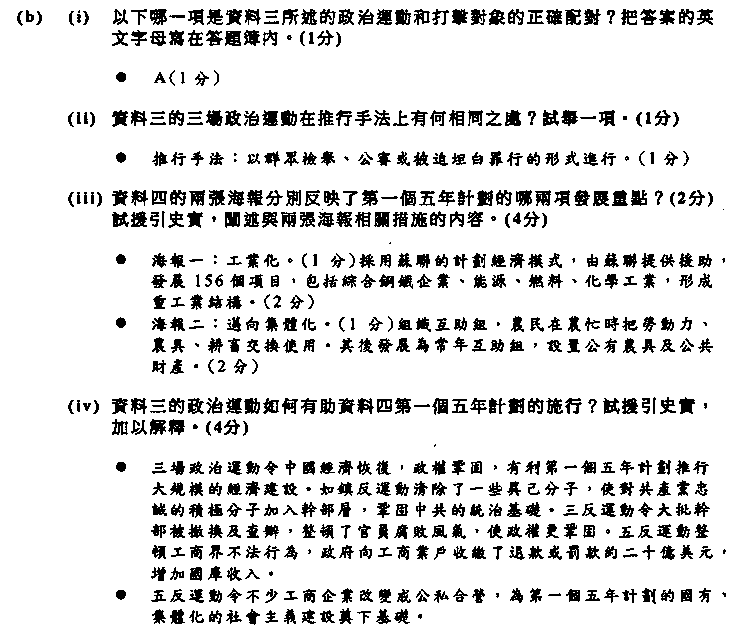 (b) (i) 以下哪一項是資料三所述的政治運動和打擊對象的正確配對？把答案的英
文字母寫在答題簿內。(1分)
● A(1 分)
(ii) 資料三的三場政治運動在推行手法上有何相同之處？試舉一項。(1分)
● 推行手法：以群眾檢舉、公審或被迫坦白罪行的形式進行。(1 分)
(iii) 資料四的兩張海報分別反映了第一個五年計劃的哪兩項發展重點？(2分)
試援引史實，闡述與兩張海報相關措施的內容。(4分)
● 海報一：工業化。(1 分)採用蘇聯的計劃經濟模式，由蘇聯提供援助，
發展 156 個項目，包括綜合鋼鐵企業、能源、燃料、化學工業，形成
重工業結構。(2 分)
● 海報二：邁向集體化。(1 分)組織互助組，農民在農忙時把勞動力、
農具、耕畜交換使用。其後發展為常年互助組，設置公有農具及公共
財產。(2 分)
(iv) 資料三的政治運動如何有助資料四第一個五年計劃的施行？試援引史實，
加以解釋。(4分)
● 三場政治運動令中國經濟恢復，政權鞏固，有利第一個五年計劃推行
大規模的經濟建設。如鎮反運動清除了一些異己分子，使對共產黨忠
誠的積極分子加入幹部層，鞏固中共的統治基礎。三反運動令大批幹
部被撤換及查辦，整頓了官員腐敗風氣，使政權更鞏固。五反運動整
頓工商界不法行為，政府向工商業戶收繳了退款或罰款約二十億美元，
增加國庫收入。
● 五反運動令不少工商企業改變成公私合營，為第一個五年計劃的國有、
集體化的社會主義建設奠下基礎。